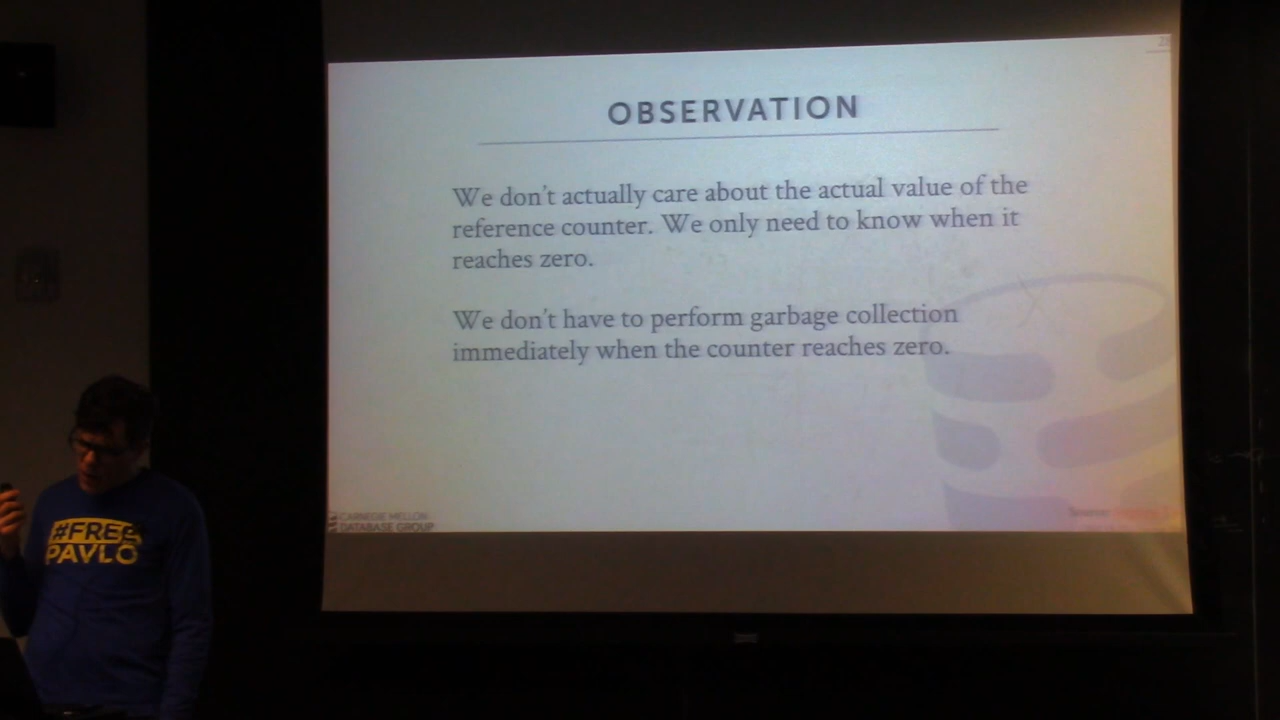 OBSERVATION
We don't actually care about the actual value of the
reference counter. We only need to know when it
reaches zero.
We don't have to perform garbage collection
immediately when the counter reaches zero.
CARNEGIE MELLON
DATABASE GROUP
Source:
#FREE
PAVLO